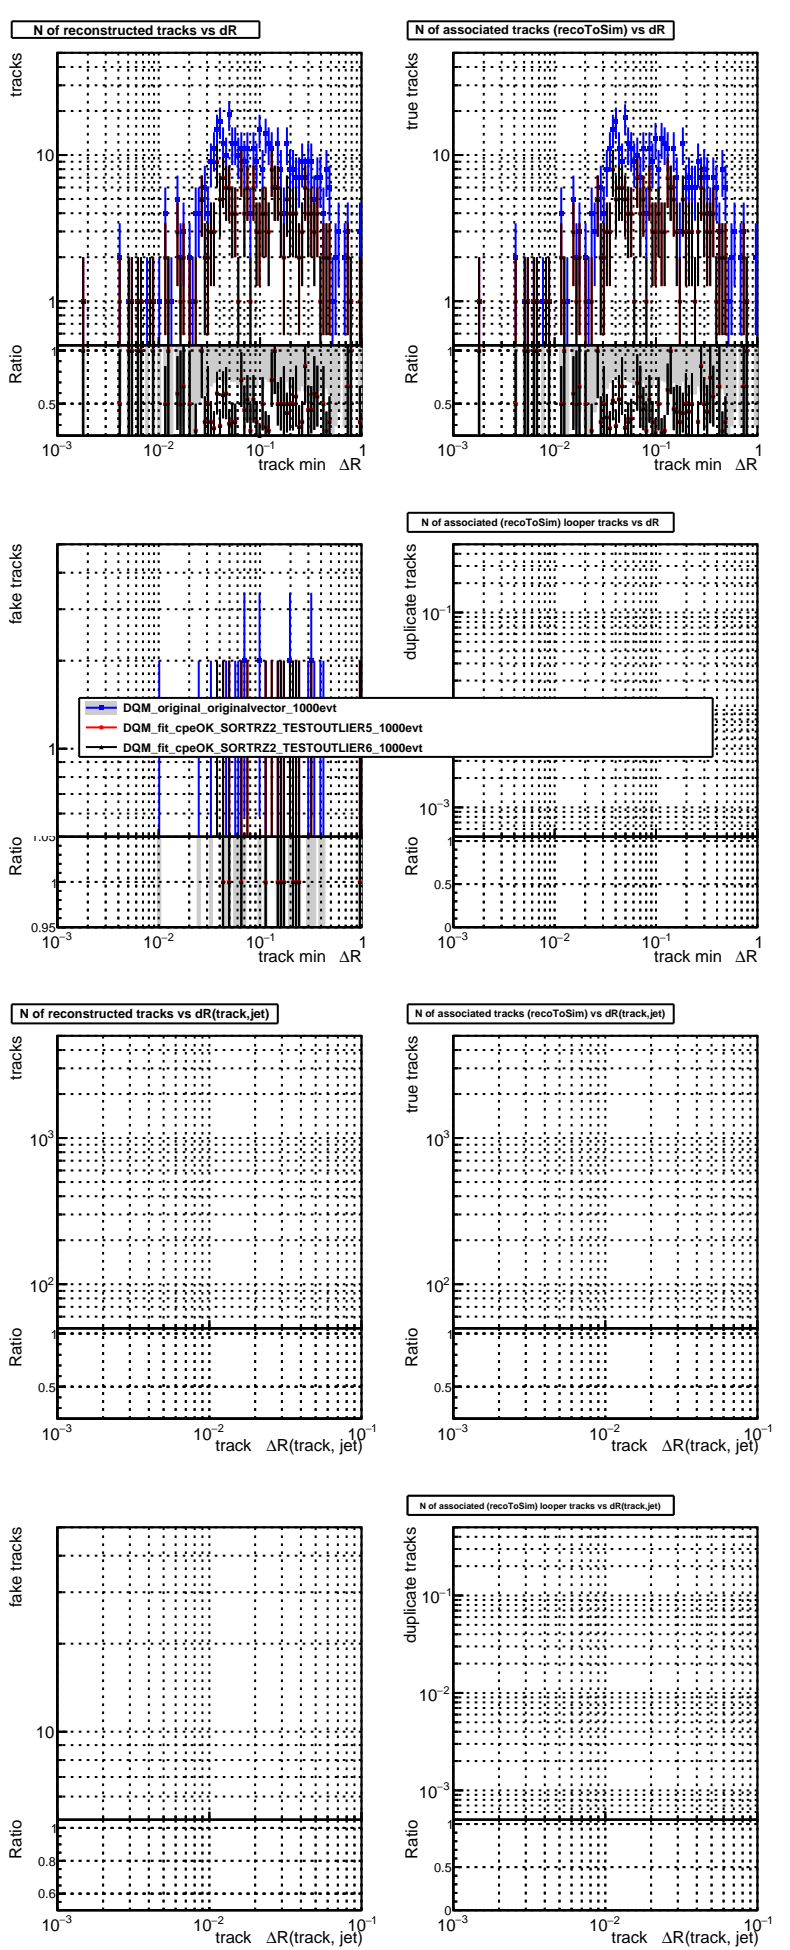 N of reconstructed tracks vs dR
tracks
10
1
Ratio
1
0.5
10−3
10−2
10−1
1
track min ΔR
N of associated tracks (recoToSim) vs dR
true tracks
10
1
Ratio
1
0.5
10−3
10−2
10−1
1
track min ΔR
fake tracks
1
Ratio
1.05
1
0.95
10−3
10−2
10−1
1
track min ΔR
N of associated (recoToSim) looper tracks vs dR
duplicate tracks
10−1
10−3
Ratio
1
0.5
0
10−3
10−2
10−1
1
track min ΔR
DQM_original_originalvector_1000evt
DQM_fit_cpeOK_SORTRZ2_TESTOUTLIER5_1000evt
DQM_fit_cpeOK_SORTRZ2_TESTOUTLIER6_1000evt
N of reconstructed tracks vs dR(track,jet)
tracks
103
102
Ratio
1
0.5
10−3
10−2
10−1
track ΔR(track, jet)
N of associated tracks (recoToSim) vs dR(track,jet)
true tracks
103
102
Ratio
1
0.5
10−3
10−2
10−1
track ΔR(track, jet)
fake tracks
10
Ratio
1
0.8
0.6
10−3
10−2
10−1
track ΔR(track, jet)
N of associated (recoToSim) looper tracks vs dR(track,jet)
duplicate tracks
10−1
10−2
10−3
Ratio
1
0.5
0
10−3
10−2
10−1
track ΔR(track, jet)